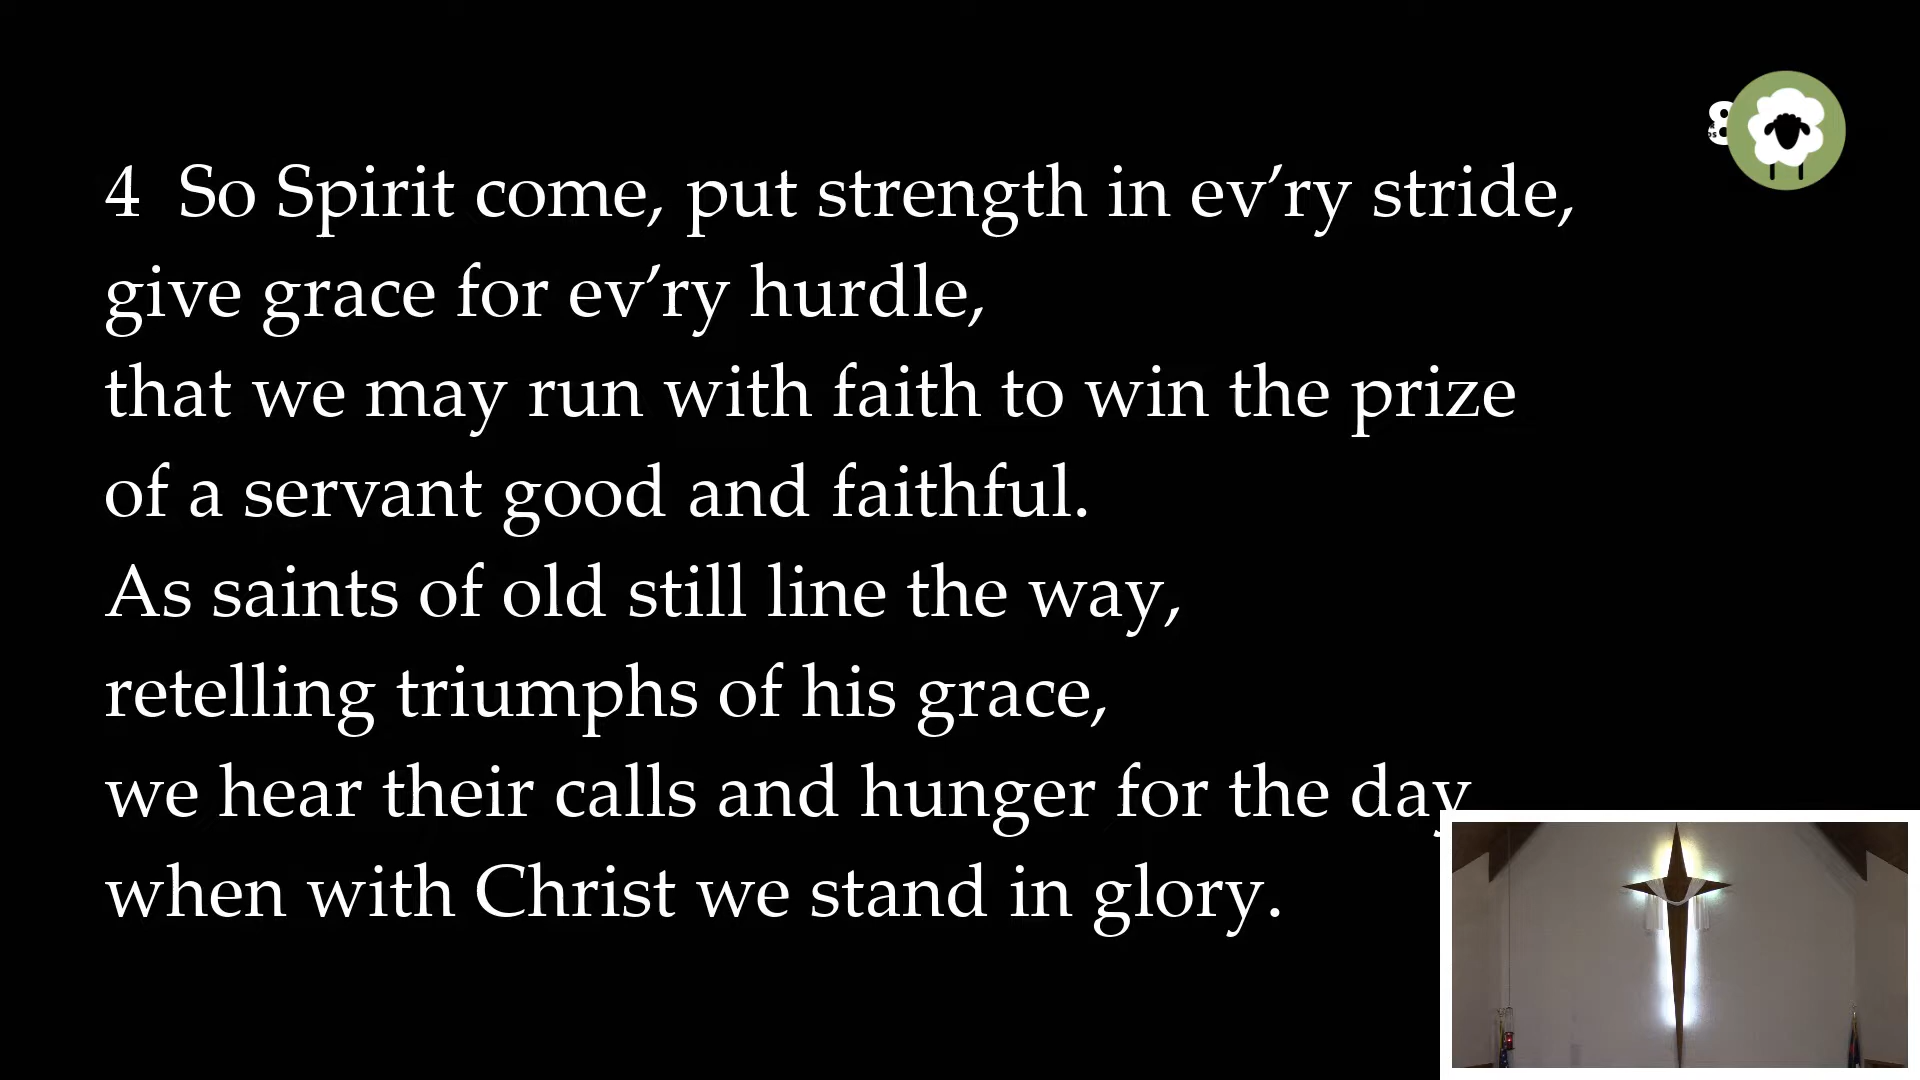 4 So Spirit come, put strength in ev’ry stride,
give grace for ev’ry hurdle,
that we may run with faith to win the prize
of a servant good and faithful.
As saints of old still line the way,
retelling triumphs of his grace,
we hear their calls and hunger for the day
when with Christ we stand in glory.